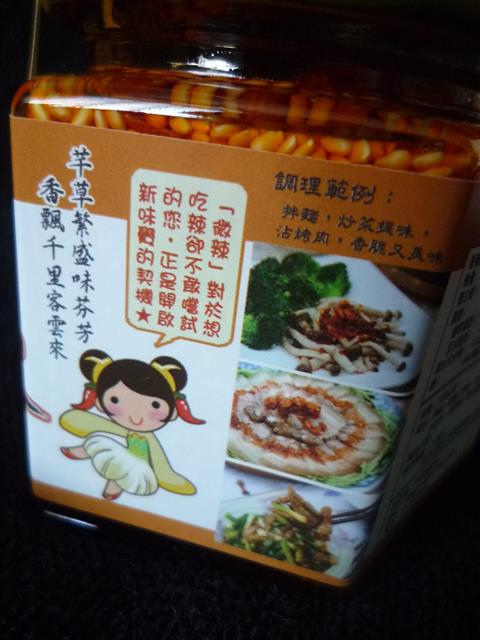 芊草繁盛味芬芳
香飄千里客雲來
「微辣」對於想
吃辣卻不敢嚐試
的您，正是開啟
新味覺的契機★
調理範例：
拌麵，炒菜提味，
沾烤肉，香脆又美味